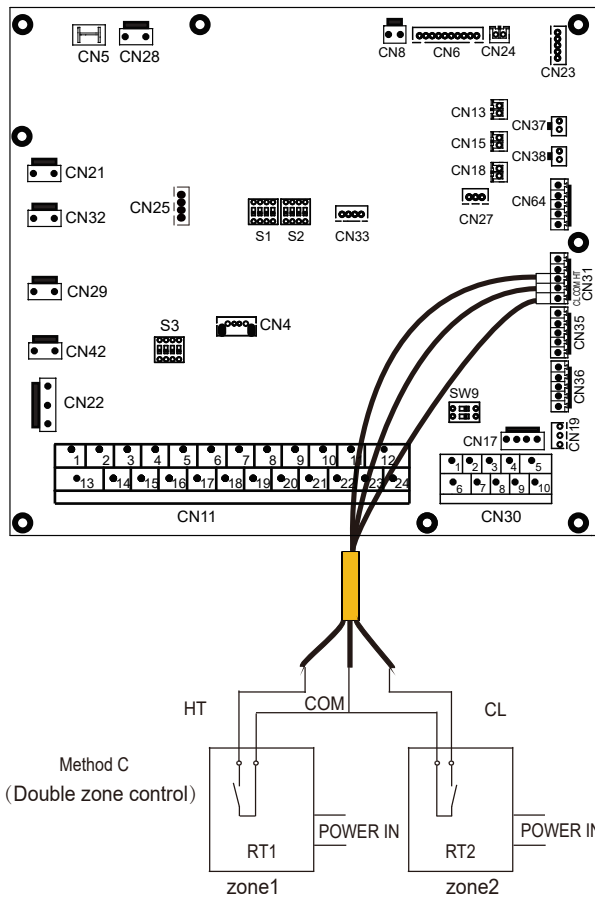 CN5
CN28
CN8
CN6
CN24
CN23
CN13
CN15
CN18
CN37
CN38
CN21
CN32
CN25
S1
S2
CN33
CN27
CN64
CN29
CN42
CN22
S3
CN4
CL COM HT
CN31
CN35
CN36
SW9
CN17
CN19
1 2 3 4 5 6 7 8 9 10 11 12
13 14 15 16 17 18 19 20 21 22 23 24
CN11
1 2 3 4 5
6 7 8 9 10
CN30
HT
COM
CL
Method C
(Double zone control)
RT1
POWER IN
RT2
POWER IN
zone1
zone2